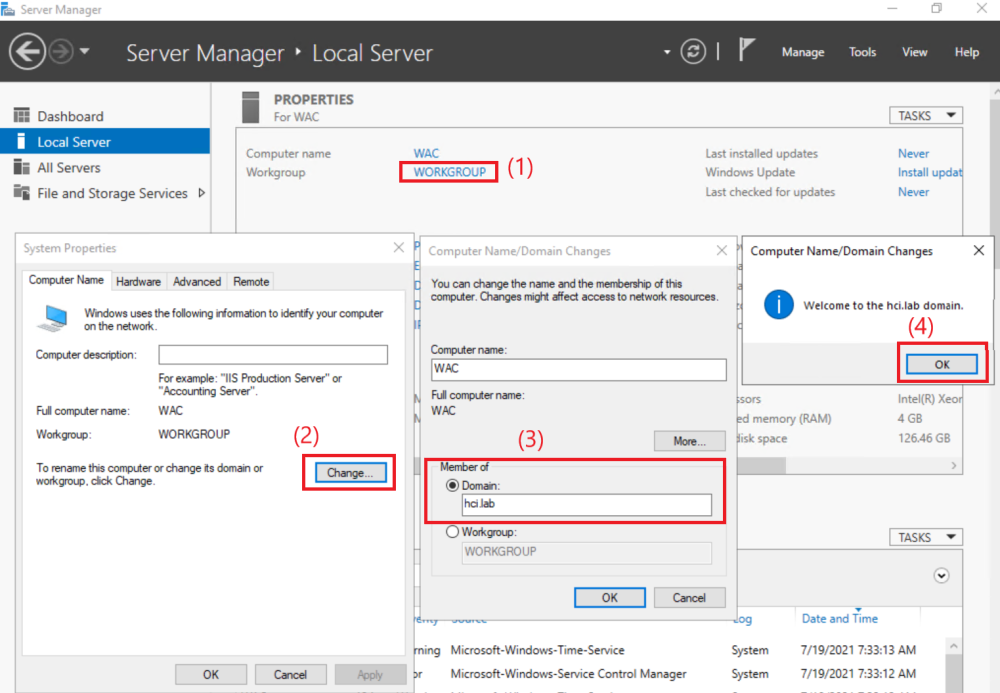 Server Manager
Server Manager ‣ Local Server
Manage Tools View Help
Dashboard
Local Server
All Servers
File and Storage Services
PROPERTIES
For WAC
TASKS
Computer name WAC
Workgroup WORKGROUP (1)
Last installed updates Never
Windows Update Install updat
Last checked for updates Never
System Properties
Computer Name Hardware Advanced Remote
Windows uses the following information to identify your computer
on the network.
Computer description:
For example: "IIS Production Server" or
"Accounting Server".
Full computer name: WAC
Workgroup: WORKGROUP
(2)
To rename this computer or change its domain or
workgroup, click Change.
Change...
OK Cancel Apply
Computer Name/Domain Changes
You can change the name and the membership of this
computer. Changes might affect access to network resources.
Computer name:
WAC
Full computer name:
WAC
More...
(3)
Member of
Domain:
hci.lab
Workgroup:
WORKGROUP
OK Cancel
Computer Name/Domain Changes
Welcome to the hci.lab domain.
(4)
OK
ssors Intel(R) Xeor
ed memory (RAM) 4 GB
disk space 126.46 GB
TASKS
Date and Time
rning Microsoft-Windows-Time-Service System 7/19/2021 7:33:13 AM
or Microsoft-Windows-Service Control Manager System 7/19/2021 7:33:12 AM